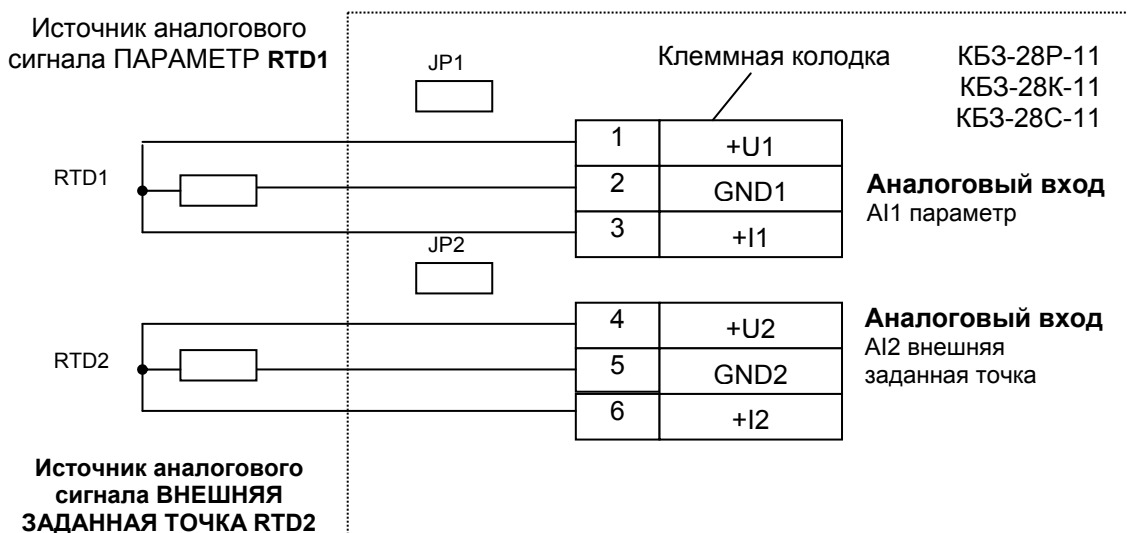 Источник аналогового
сигнала ПАРАМЕТР RTD1
JP1
Клеммная колодка
КБЗ-28Р-11
КБЗ-28К-11
КБЗ-28С-11
RTD1
1 +U1
2 GND1
3 +I1
Аналоговый вход
AI1 параметр
JP2
RTD2
4 +U2
5 GND2
6 +I2
Аналоговый вход
AI2 внешняя
заданная точка
Источник аналогового
сигнала ВНЕШНЯЯ
ЗАДАННАЯ ТОЧКА RTD2